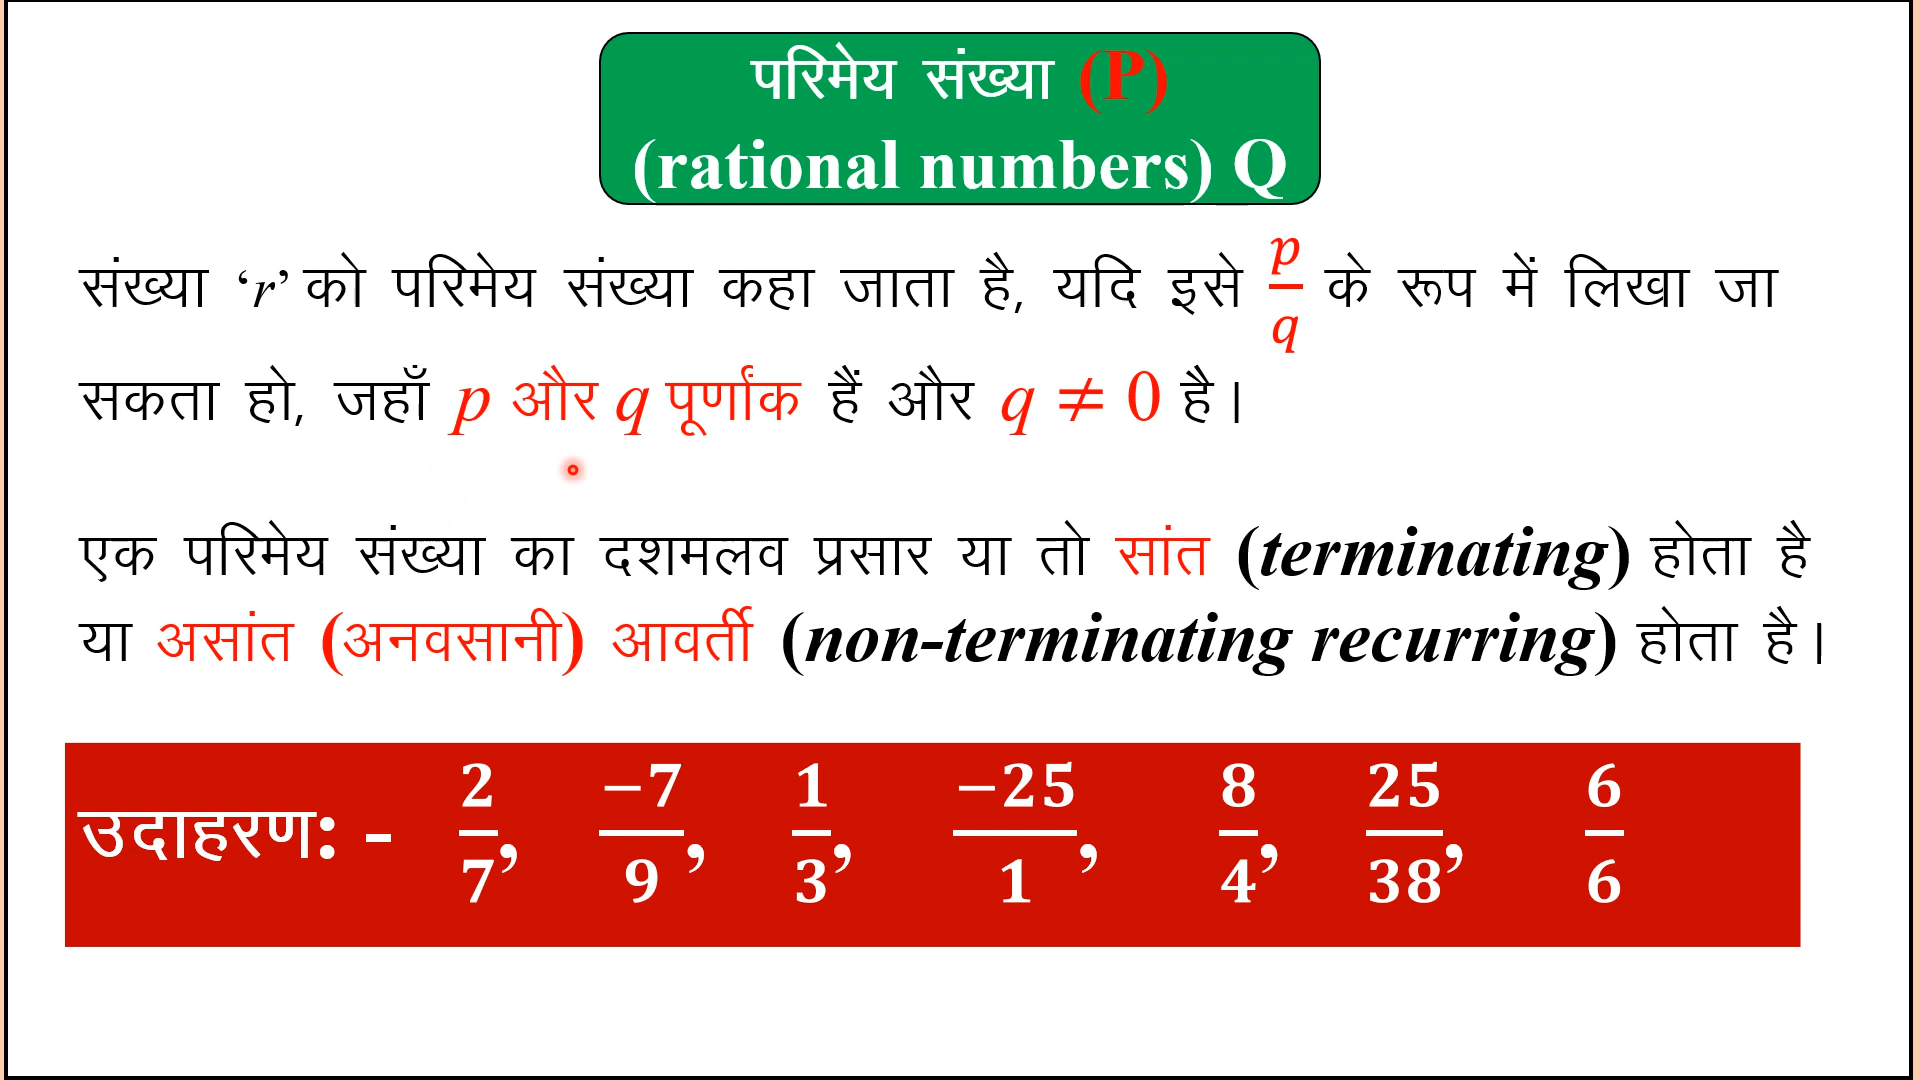 परिमेय संख्या (P)
(rational numbers) Q
संख्या ‘r’ को परिमेय संख्या कहा जाता है, यदि इसे p/q के रूप में लिखा जा
सकता हो, जहाँ p और q पूर्णांक हैं और q ≠ 0 है।
एक परिमेय संख्या का दशमलव प्रसार या तो सांत (terminating) होता है
या असांत (अनवसानी) आवर्ती (non-terminating recurring) होता है।
उदाहरण: - 2/7, -7/9, 1/3, -25/1, 8/4, 25/38, 6/6